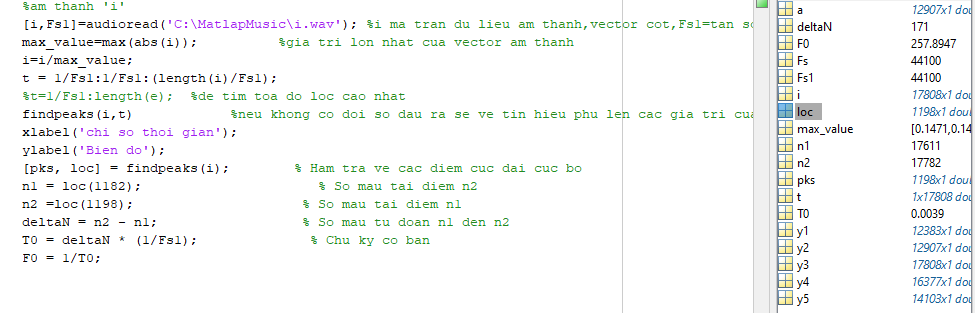 %am thanh 'i'
[i,Fs1]=audioread('C:\MatlapMusic\i.wav'); %i ma tran du lieu am thanh,vector cot,Fs1=tan so
max_value=max(abs(i)); %gia tri lon nhat cua vector am thanh
i=i/max_value;
t = 1/Fs1:1/Fs1:(length(i)/Fs1);
%t=1/Fs1:length(e); %de tim toa do loc cao nhat
findpeaks(i,t) %neu khong co doi so dau ra se ve tin hieu phu len cac gia tri cua
xlabel('chi so thoi gian');
ylabel('Bien do');
[pks, loc] = findpeaks(i); % Ham tra ve cac diem cuc dai cuc bo
n1 = loc(1182); % So mau tai diem n2
n2 =loc(1198); % So mau tai diem n1
deltaN = n2 - n1; % So mau tu doan n1 den n2
T0 = deltaN * (1/Fs1); % Chu ky co ban
F0 = 1/T0;
a 12907x1 dou
deltaN 171
F0 257.8947
Fs 44100
Fs1 44100
i 17808x1 dou
loc 1198x1 doub
max_value [0.1471,0.14
n1 17611
n2 17782
pks 1198x1 doub
t 1x17808 dou
T0 0.0039
y1 12383x1 dou
y2 12907x1 dou
y3 17808x1 dou
y4 16377x1 dou
y5 14103x1 dou